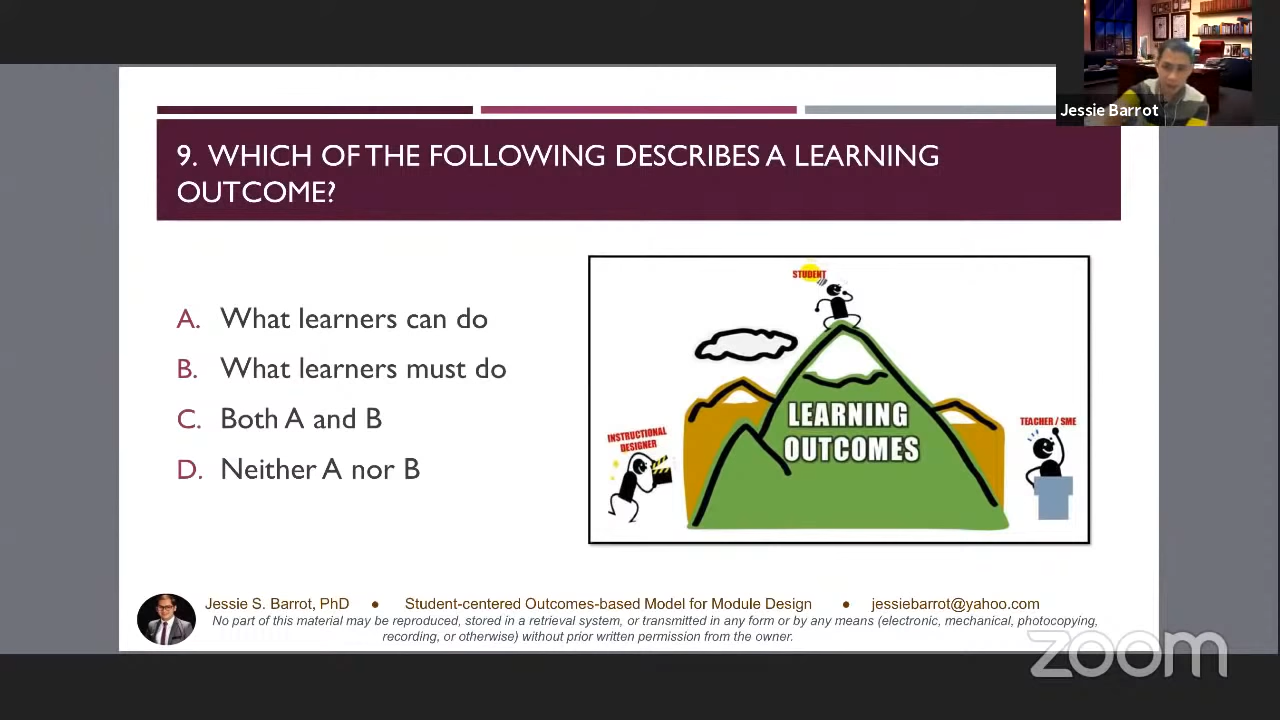 Jessie Barrot
9. WHICH OF THE FOLLOWING DESCRIBES A LEARNING
OUTCOME?
A. What learners can do
B. What learners must do
C. Both A and B
D. Neither A nor B
STUDENT
LEARNING
OUTCOMES
INSTRUCTIONAL
DESIGNER
TEACHER / SME
Jessie S. Barrot, PhD • Student-centered Outcomes-based Model for Module Design • jessiebarrot@yahoo.com
No part of this material may be reproduced, stored in a retrieval system, or transmitted in any form or by any means (electronic, mechanical, photocopying,
recording, or otherwise) without prior written permission from the owner.
zoom